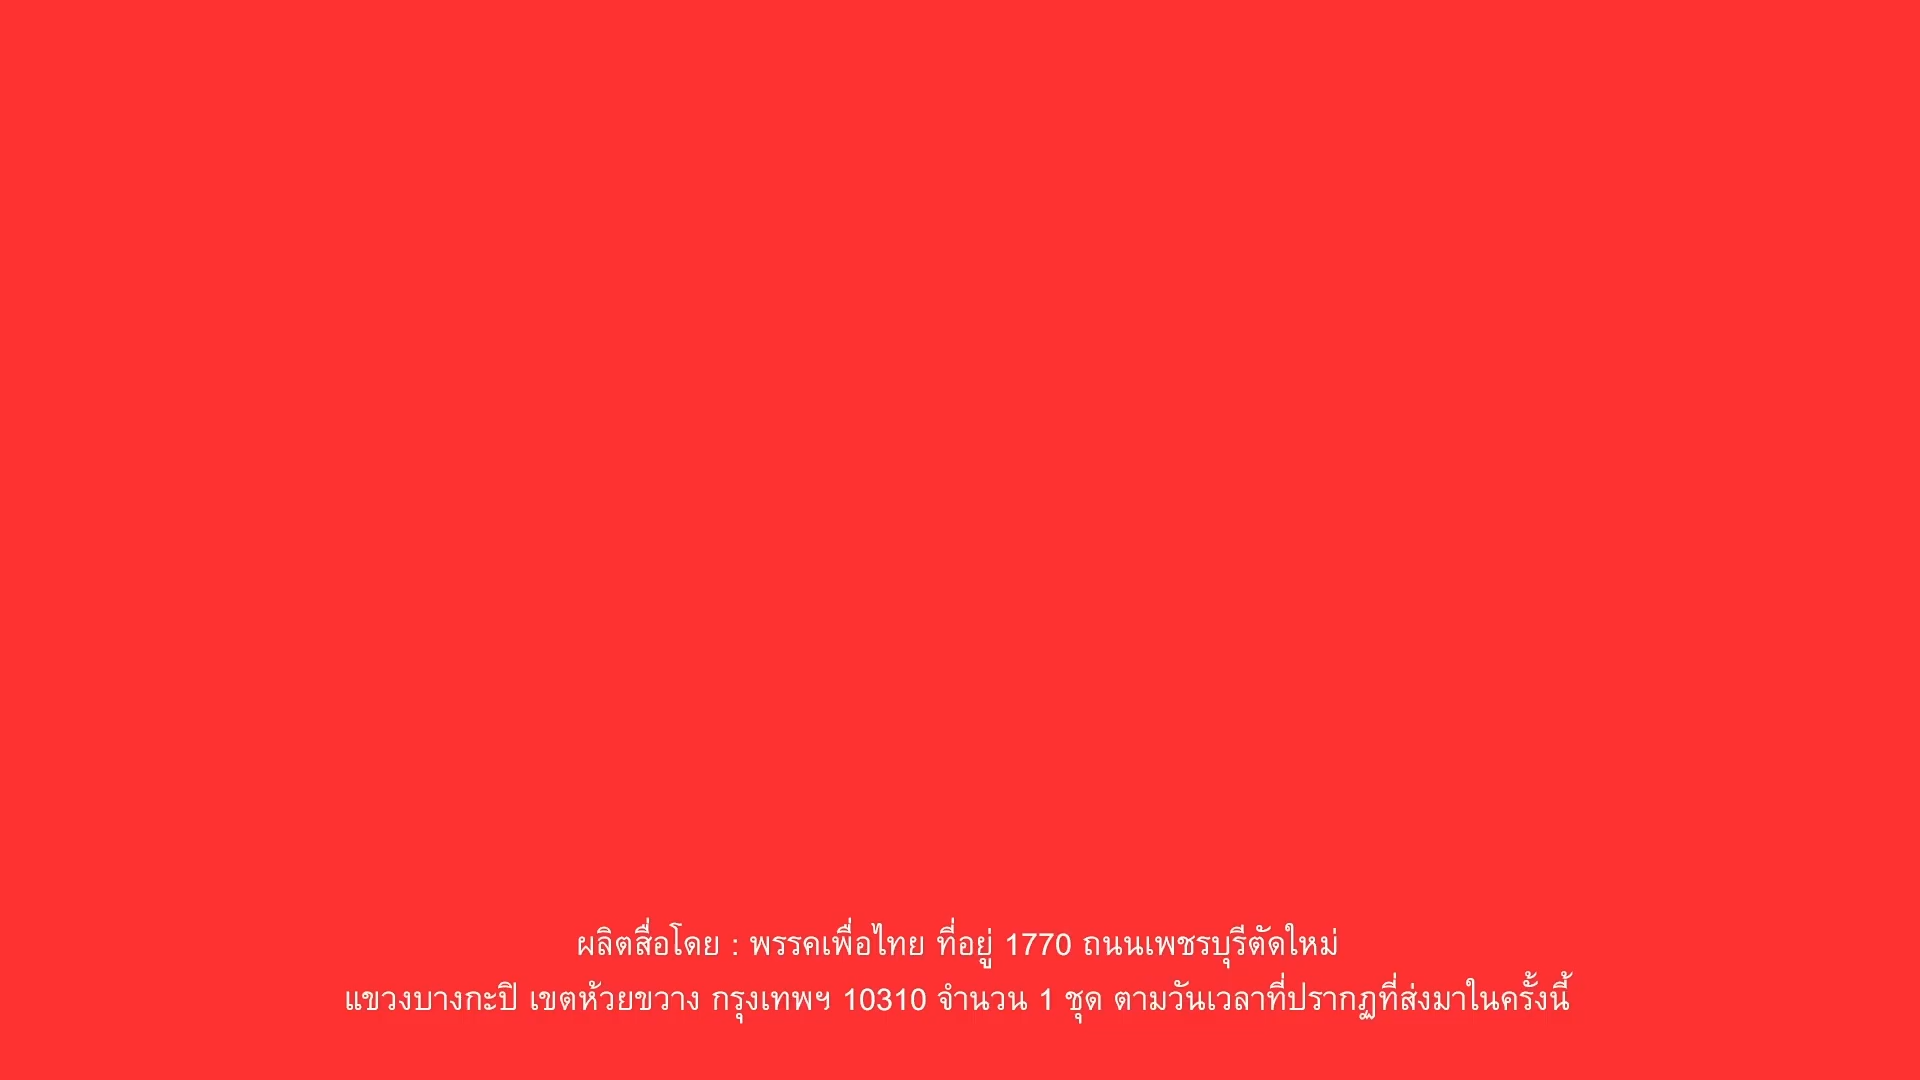 ผลิตสื่อโดย : พรรคเพื่อไทย ที่อยู่ 1770 ถนนเพชรบุรีตัดใหม่
แขวงบางกะปิ เขตห้วยขวาง กรุงเทพฯ 10310 จำนวน 1 ชุด ตามวันเวลาที่ปรากฏที่ส่งมาในครั้งนี้